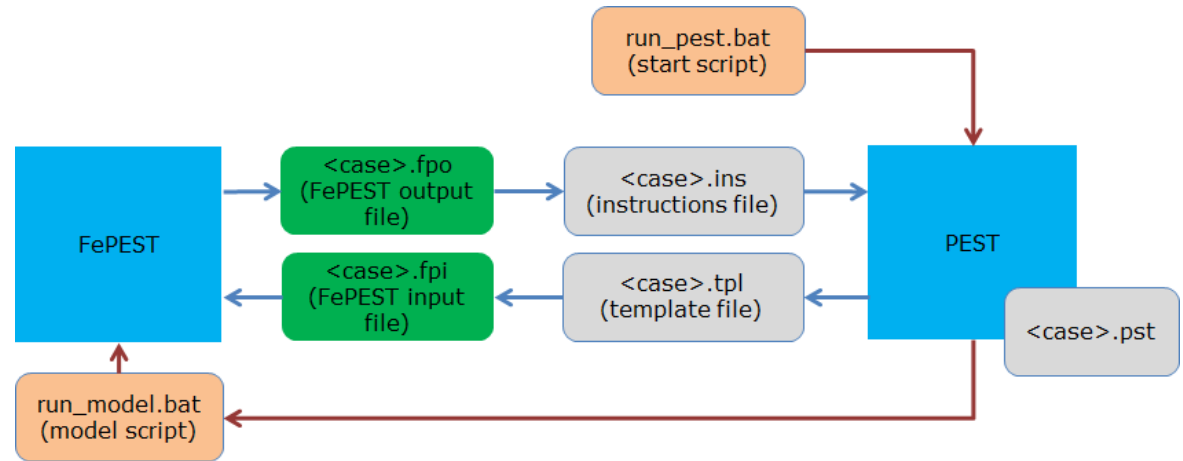 run_pest.bat
(start script)
FePEST
<case>.fpo
(FePEST output
file)
<case>.ins
(instructions file)
PEST
<case>.fpi
(FePEST input
file)
<case>.tpl
(template file)
<case>.pst
run_model.bat
(model script)